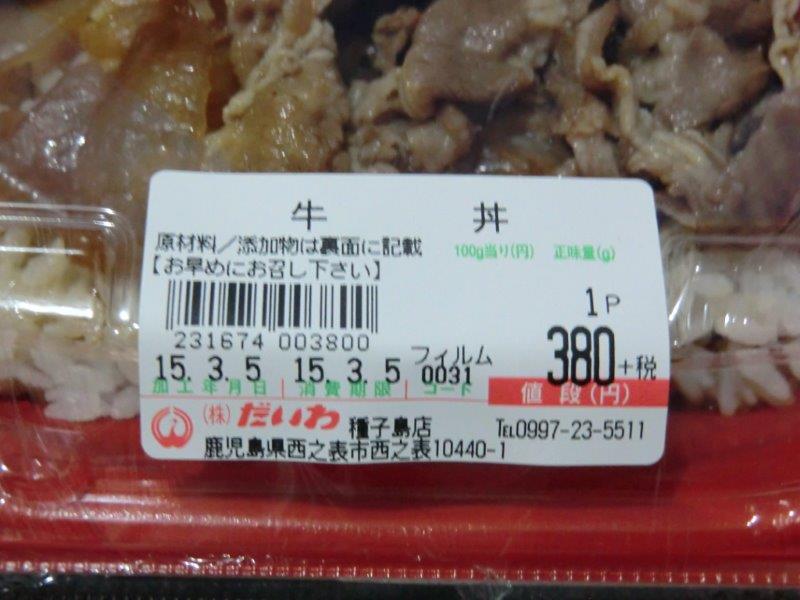 牛 丼
原材料／添加物は裏面に記載 100g当り(円) 正味量(g)
【お早めにお召し下さい】
1P
231674 003800
フィルム 380 +税
15.3.5 15.3.5 0031
加工年月日 消費期限 コード 値段(円)
(株)だいわ 種子島店 ℡0997-23-5511
鹿児島県西之表市西之表10440-1